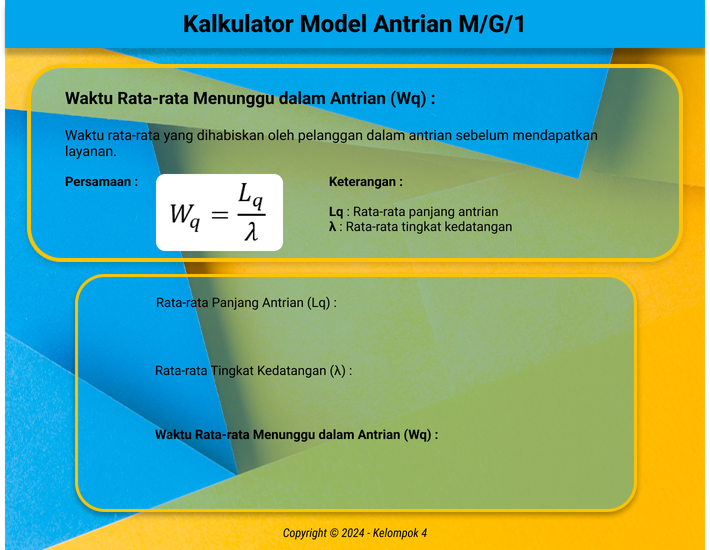 Kalkulator Model Antrian M/G/1
Waktu Rata-rata Menunggu dalam Antrian (Wq) :
Waktu rata-rata yang dihabiskan oleh pelanggan dalam antrian sebelum mendapatkan
layanan.
Persamaan :
W_q = L_q / λ
Keterangan :
Lq : Rata-rata panjang antrian
λ : Rata-rata tingkat kedatangan
Rata-rata Panjang Antrian (Lq) :
Rata-rata Tingkat Kedatangan (λ) :
Waktu Rata-rata Menunggu dalam Antrian (Wq) :
Copyright © 2024 - Kelompok 4